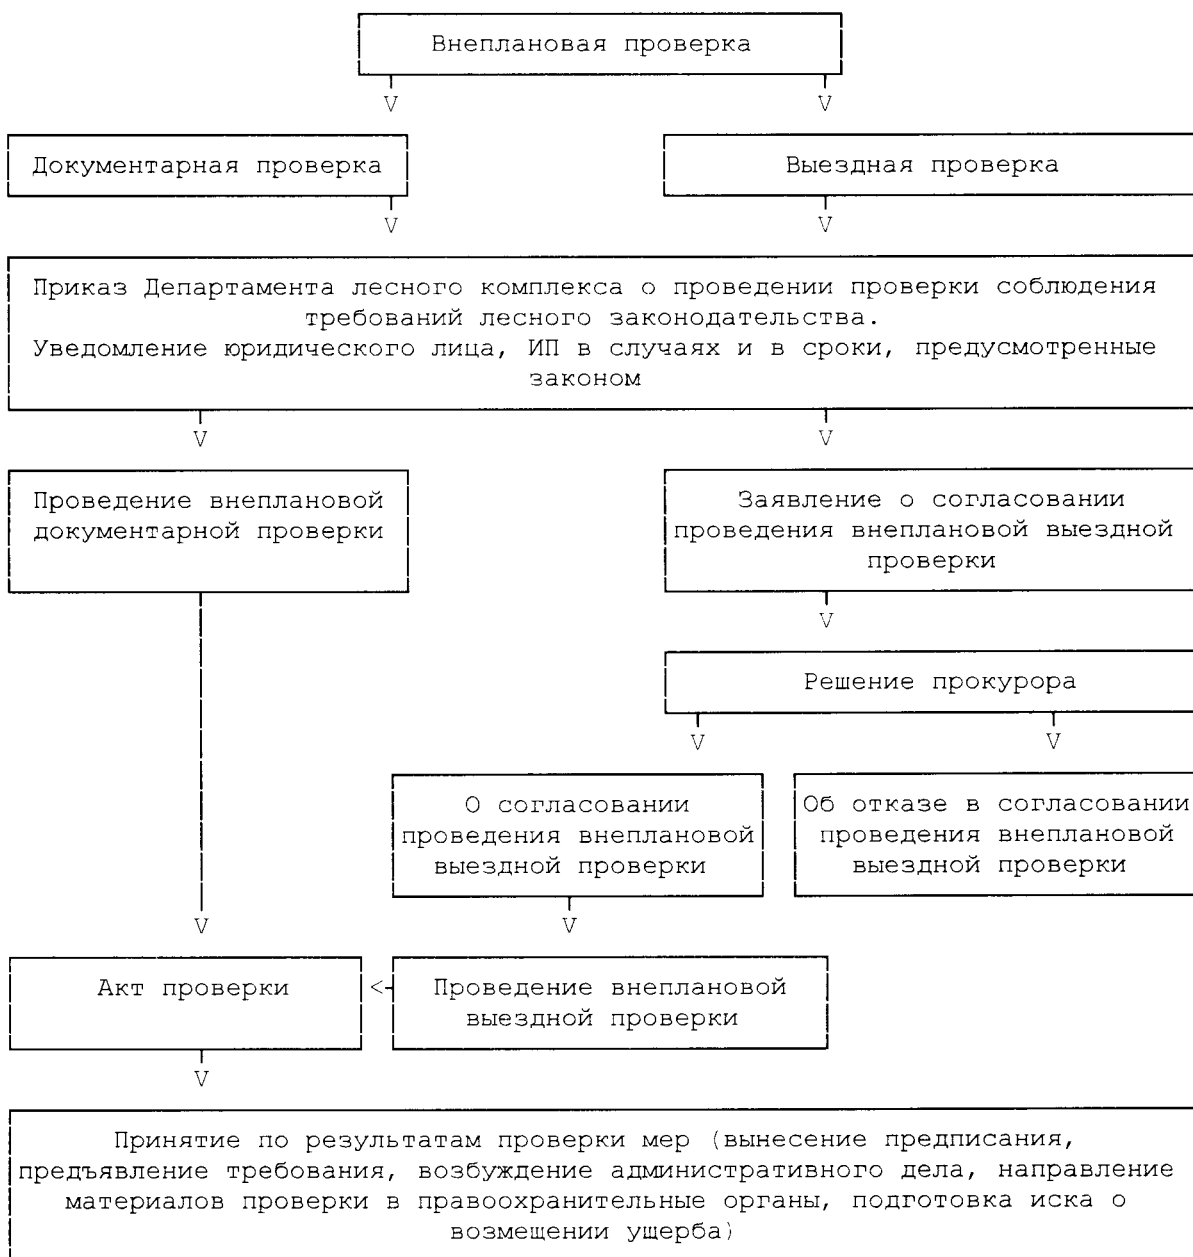 Внеплановая проверка
V V
Документарная проверка
Выездная проверка
V V
Приказ Департамента лесного комплекса о проведении проверки соблюдения
требований лесного законодательства.
Уведомление юридического лица, ИП в случаях и в сроки, предусмотренные
законом
V V
Проведение внеплановой
документарной проверки
Заявление о согласовании
проведения внеплановой выездной
проверки
V
Решение прокурора
V V
О согласовании
проведения внеплановой
выездной проверки
Об отказе в согласовании
проведения внеплановой
выездной проверки
V V
Акт проверки
<
Проведение внеплановой
выездной проверки
V
Принятие по результатам проверки мер (вынесение предписания,
предъявление требования, возбуждение административного дела, направление
материалов проверки в правоохранительные органы, подготовка иска о
возмещении ущерба)